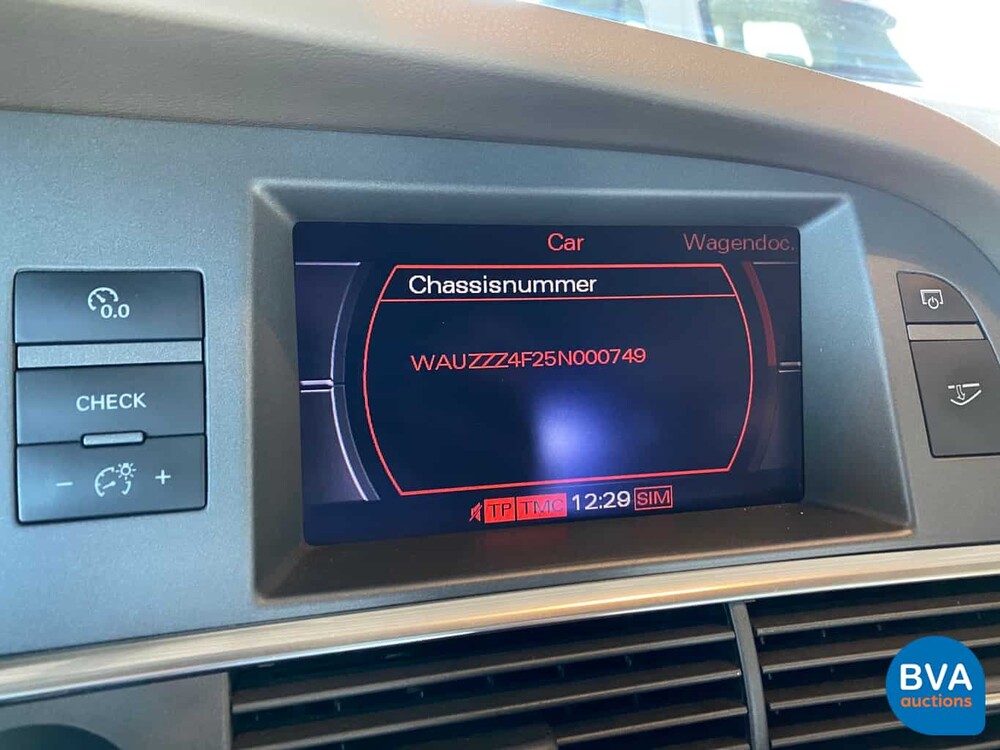 Car Wagendoc.
Chassisnummer
WAUZZZ4F25N000749
TP TMC 12:29 SIM
0.0
CHECK
- +
BVA
auctions